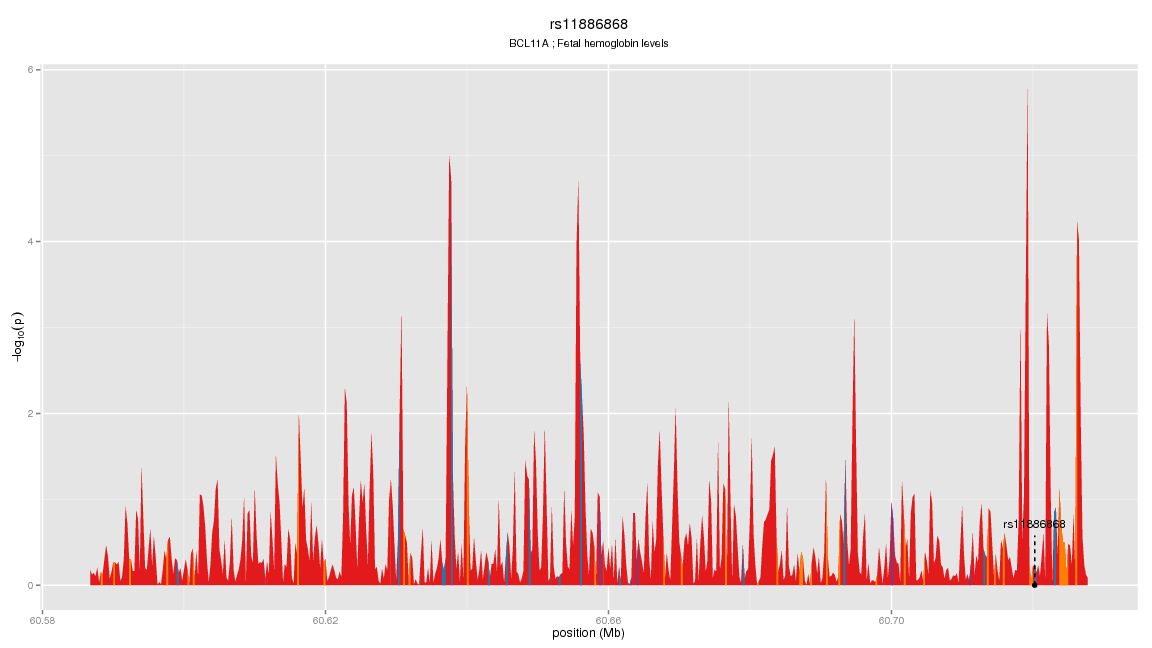 rs11886868
BCL11A ; Fetal hemoglobin levels
6
4
2
0
−log10(p)
rs11886868
60.58
60.62
60.66
60.70
position (Mb)